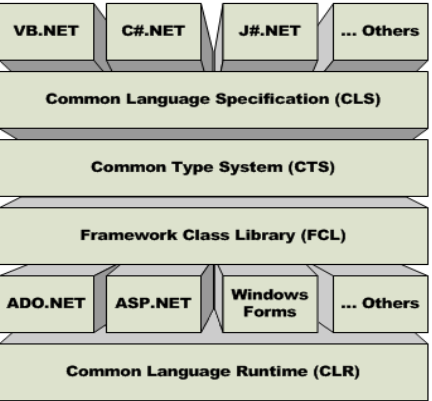 VB.NET C#.NET J#.NET ... Others
Common Language Specification (CLS)
Common Type System (CTS)
Framework Class Library (FCL)
ADO.NET ASP.NET Windows Forms ... Others
Common Language Runtime (CLR)